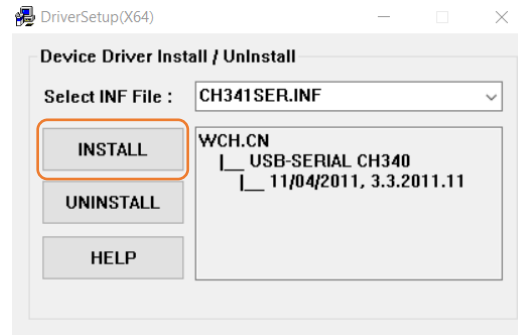 DriverSetup(X64)
Device Driver Install / UnInstall
Select INF File :
CH341SER.INF
INSTALL
WCH.CN
|__ USB-SERIAL CH340
|__ 11/04/2011, 3.3.2011.11
UNINSTALL
HELP